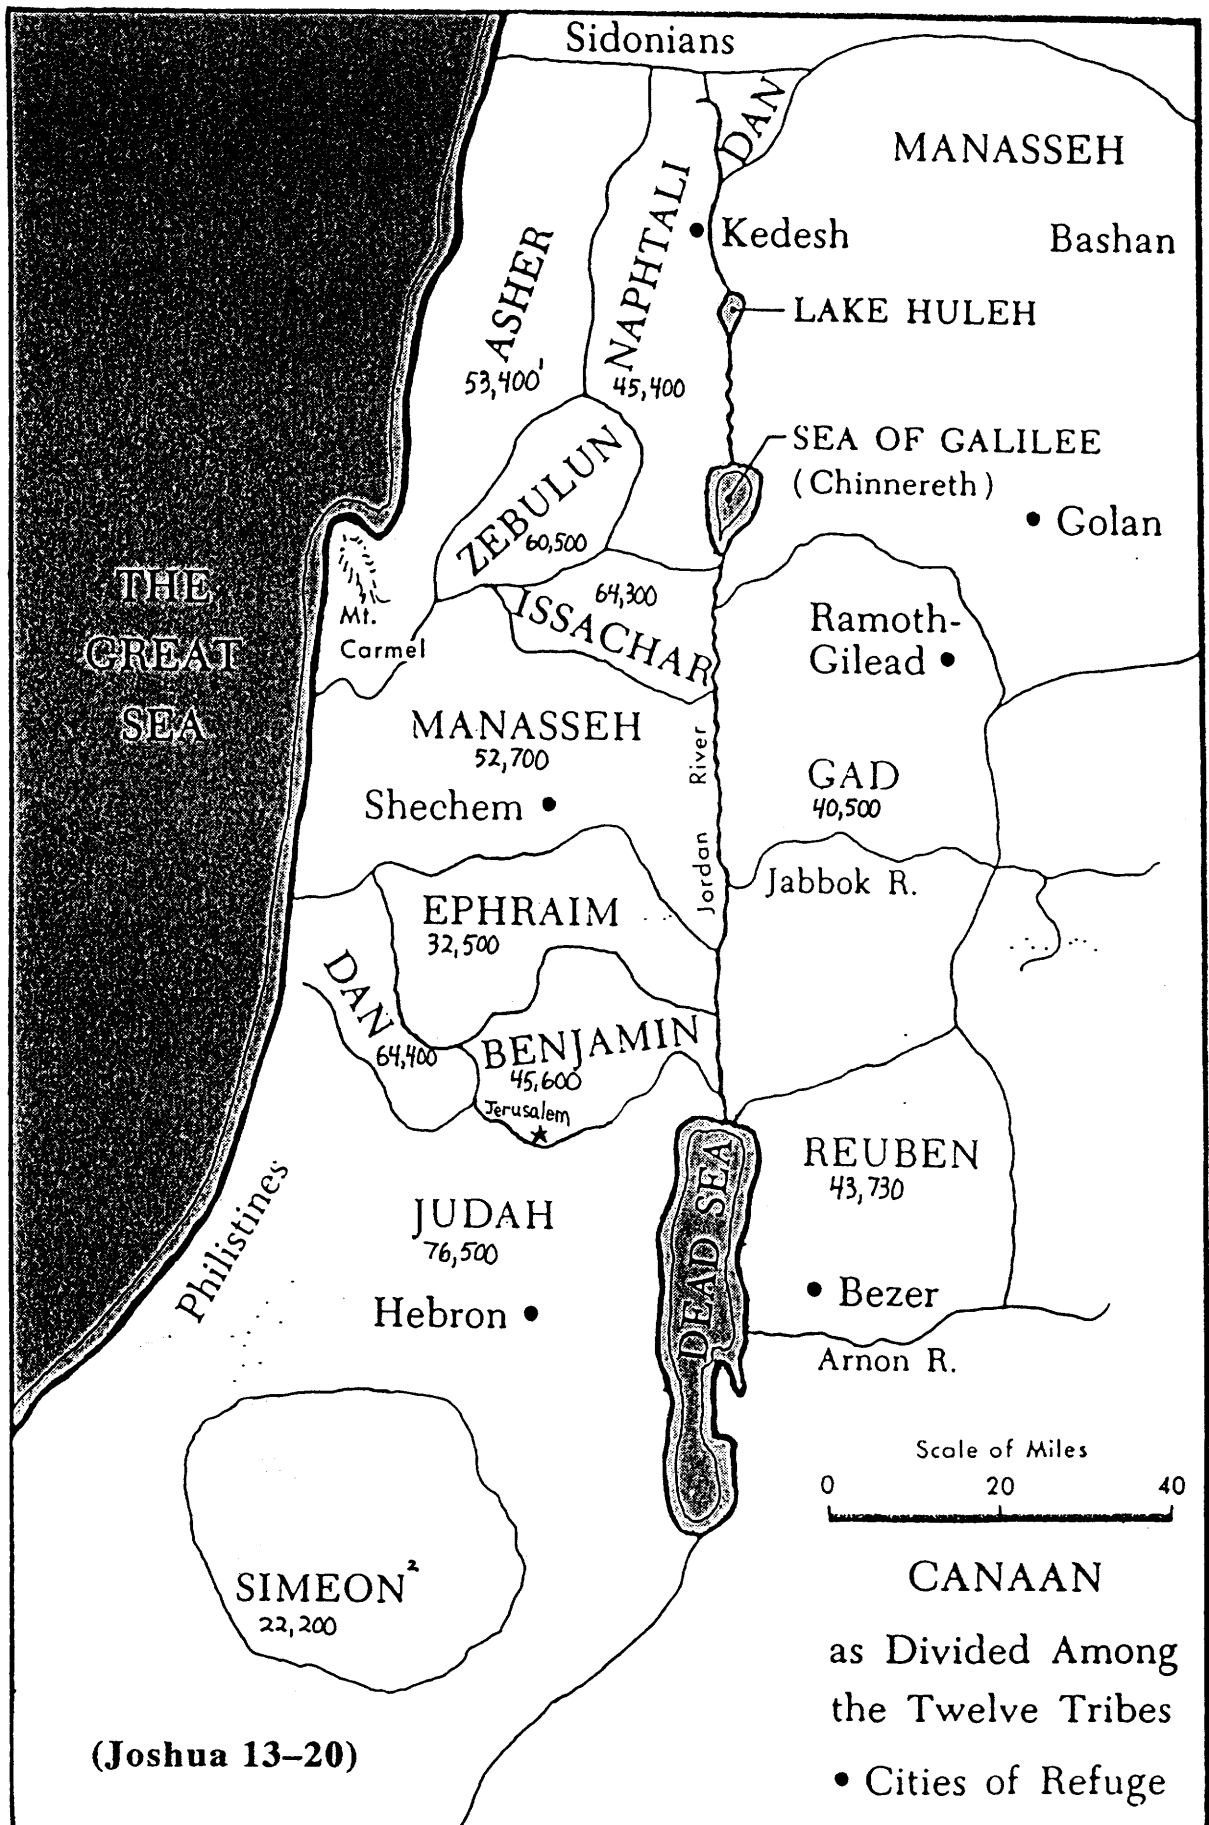 Sidonians
DAN
MANASSEH
NAPHTALI
Kedesh
Bashan
ASHER
LAKE HULEH
53,400¹
45,400
SEA OF GALILEE
(Chinnereth)
ZEBULUN
60,500
Golan
THE
GREAT
SEA
Mt.
Carmel
64,300
ISSACHAR
Ramoth-
Gilead
MANASSEH
52,700
Jordan River
GAD
40,500
Shechem
Jabbok R.
EPHRAIM
32,500
DAN
64,400
BENJAMIN
45,600
Jerusalem
REUBEN
43,730
Philistines
JUDAH
76,500
DEAD SEA
Hebron
Bezer
Arnon R.
Scale of Miles
0 20 40
SIMEON²
22,200
CANAAN
as Divided Among
the Twelve Tribes
• Cities of Refuge
(Joshua 13–20)